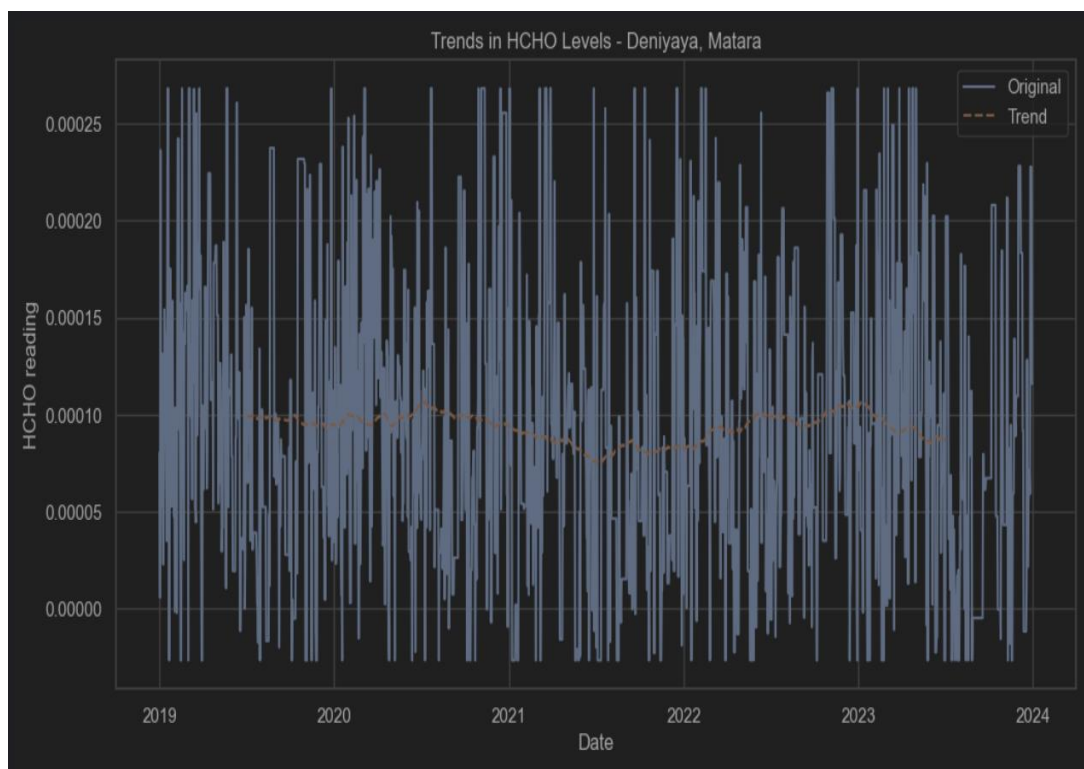 Trends in HCHO Levels - Deniyaya, Matara
Original
Trend
0.00025
0.00020
0.00015
0.00010
0.00005
0.00000
HCHO reading
2019 2020 2021 2022 2023 2024
Date